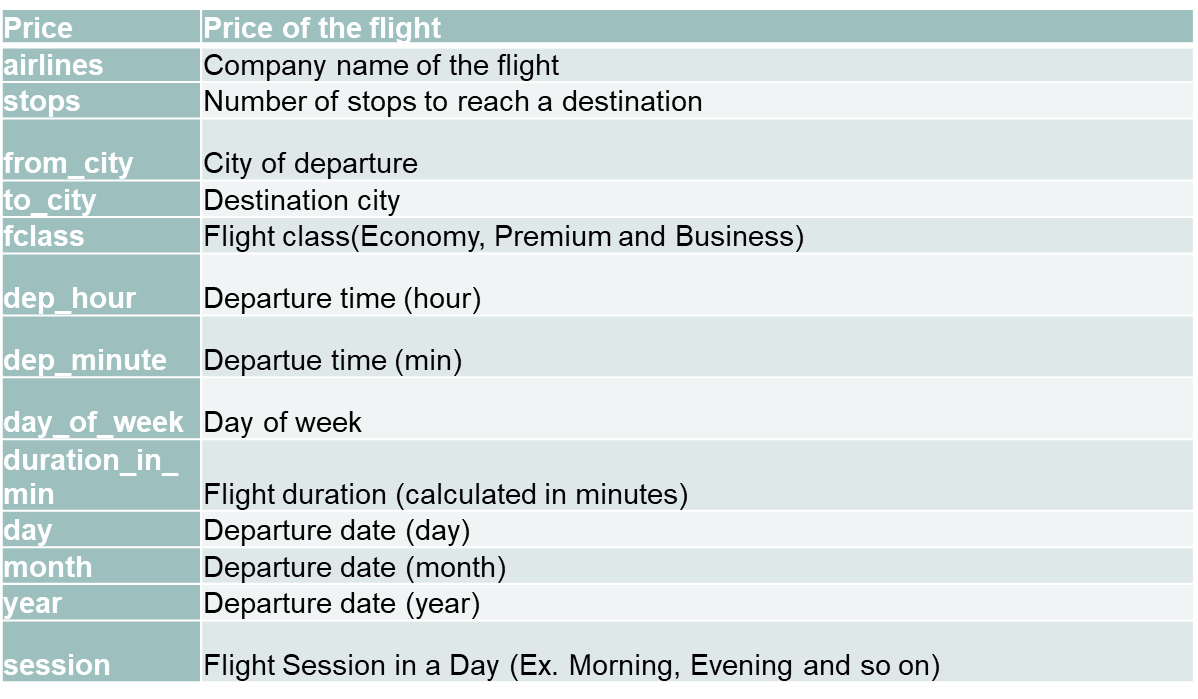 Price Price of the flight
airlines Company name of the flight
stops Number of stops to reach a destination
from_city City of departure
to_city Destination city
fclass Flight class(Economy, Premium and Business)
dep_hour Departure time (hour)
dep_minute Departue time (min)
day_of_week Day of week
duration_in_
min Flight duration (calculated in minutes)
day Departure date (day)
month Departure date (month)
year Departure date (year)
session Flight Session in a Day (Ex. Morning, Evening and so on)